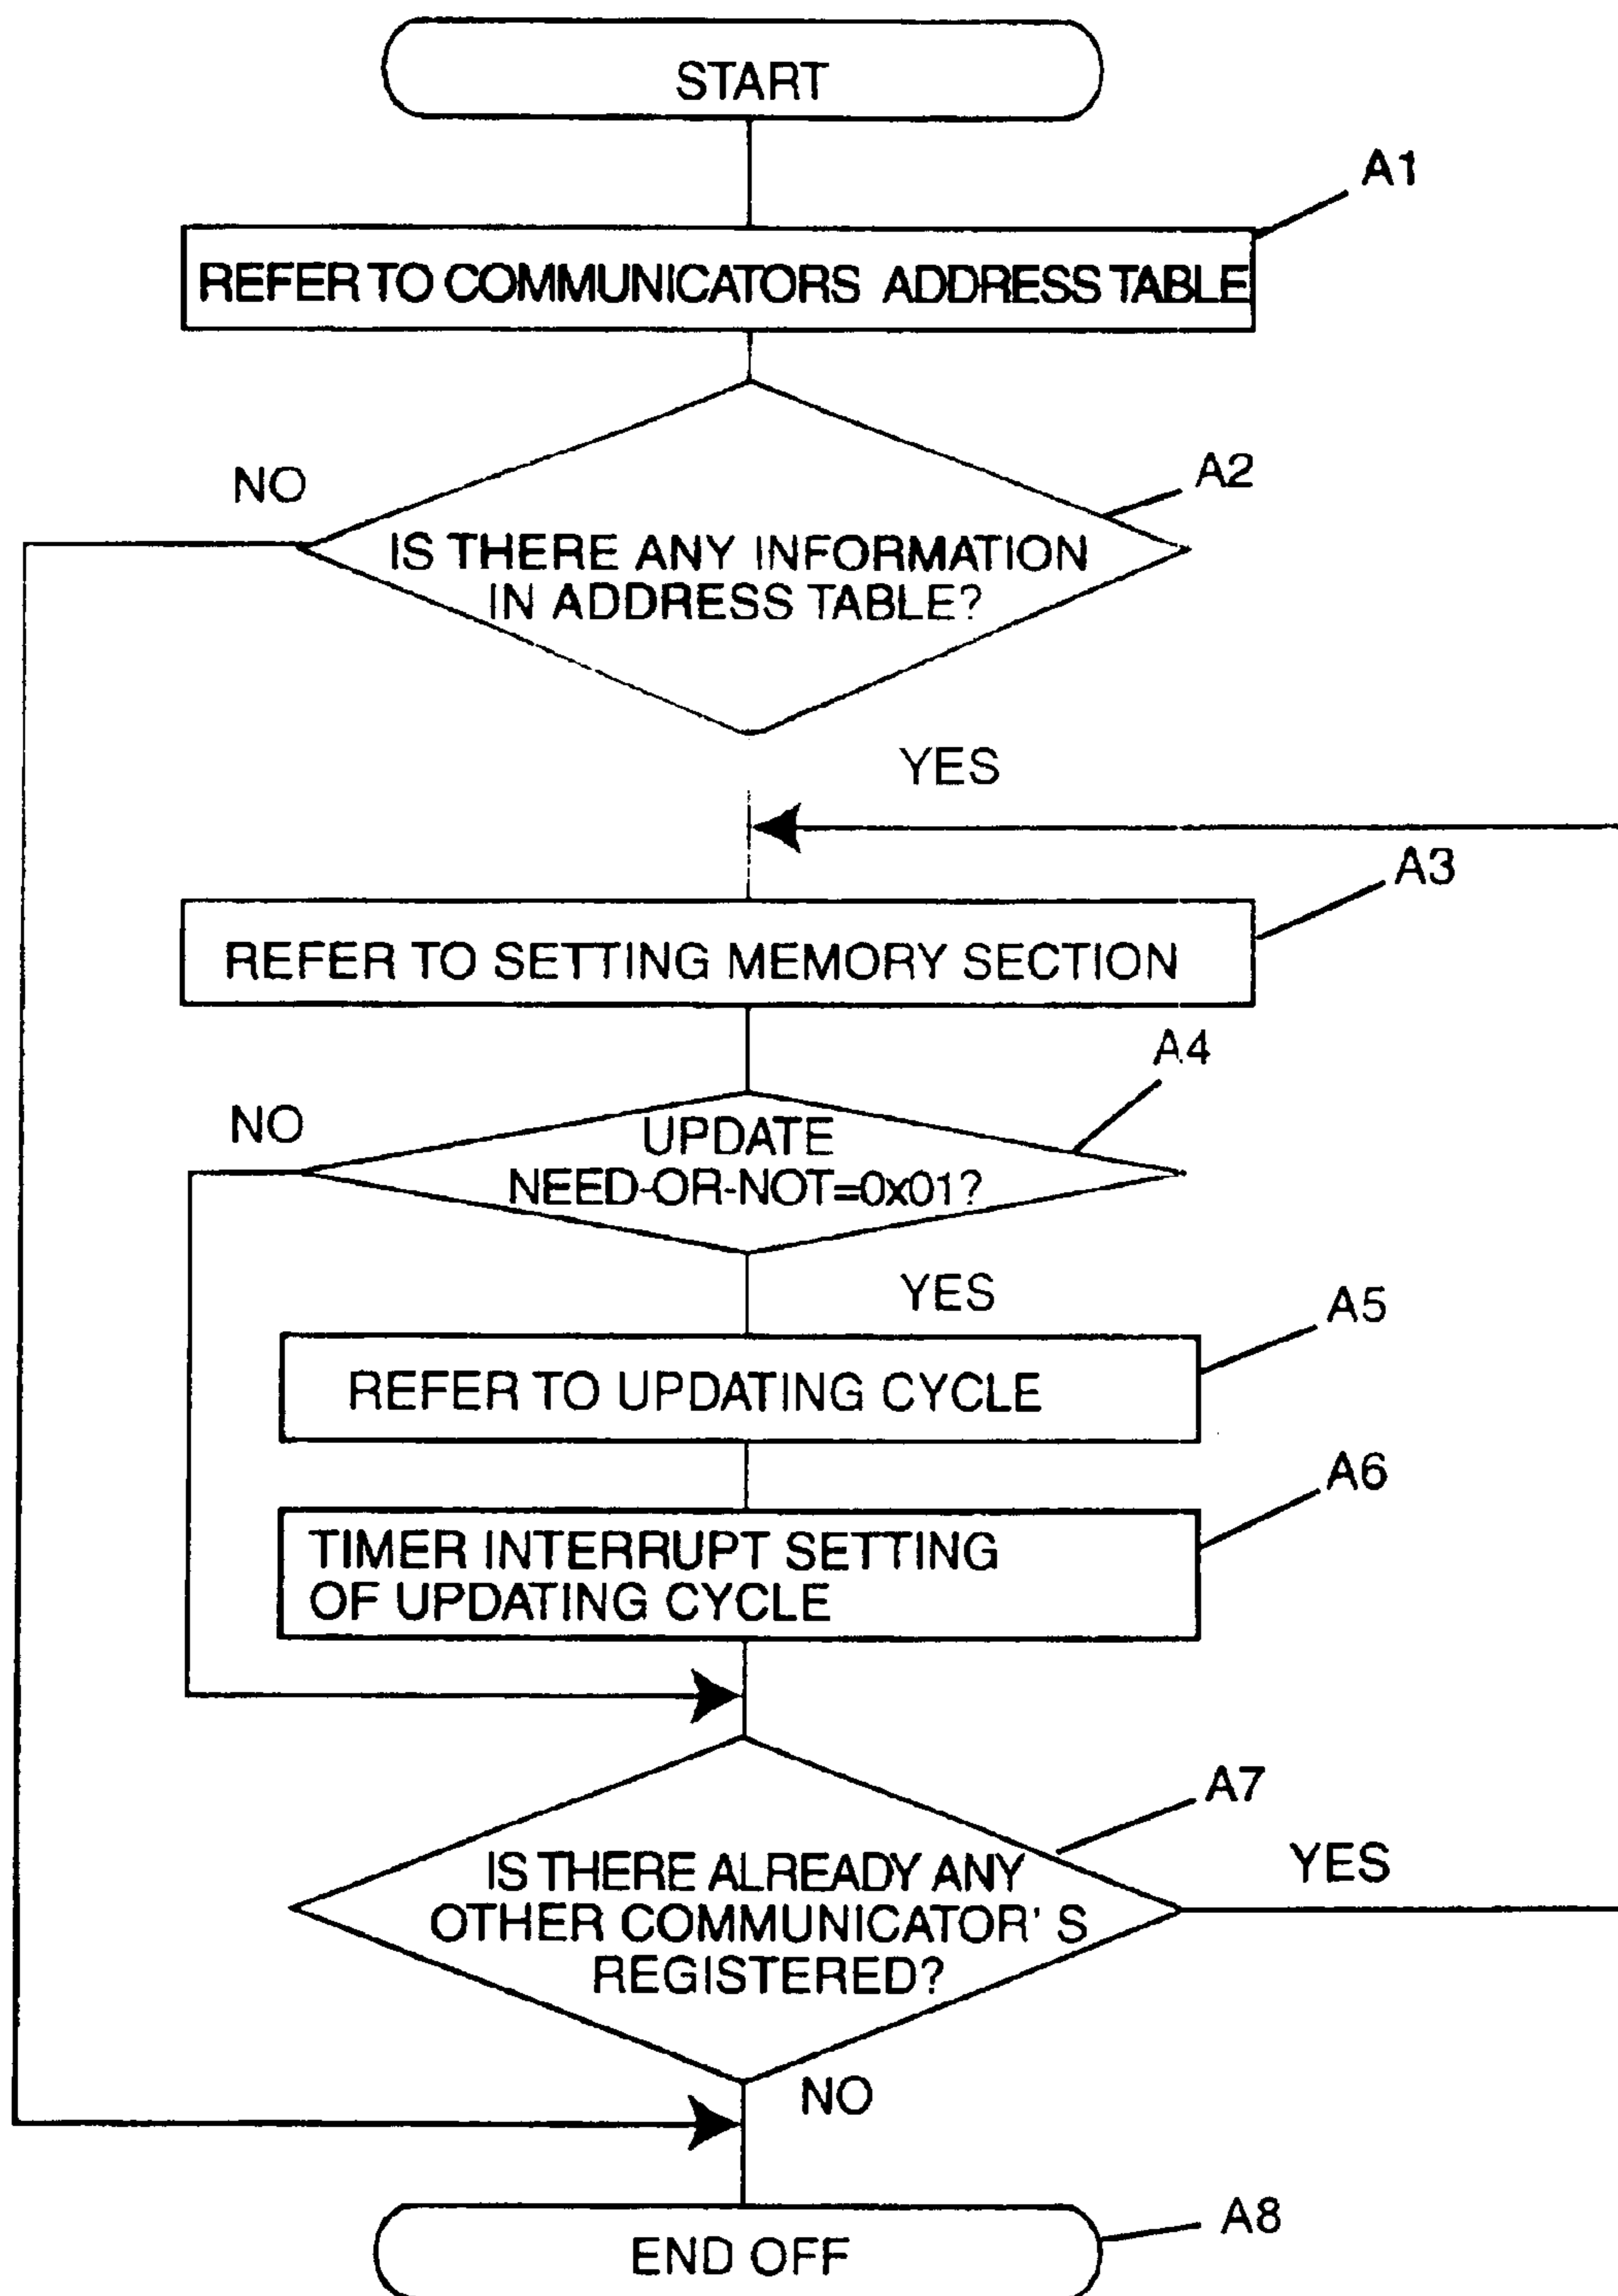 START
A1
REFER TO COMMUNICATORS ADDRESS TABLE
NO
A2
IS THERE ANY INFORMATION
IN ADDRESS TABLE?
YES
A3
REFER TO SETTING MEMORY SECTION
A4
NO
UPDATE
NEED-OR-NOT=0x01?
YES
A5
REFER TO UPDATING CYCLE
A6
TIMER INTERRUPT SETTING
OF UPDATING CYCLE
A7
IS THERE ALREADY ANY
OTHER COMMUNICATOR'S
REGISTERED?
YES
NO
A8
END OFF